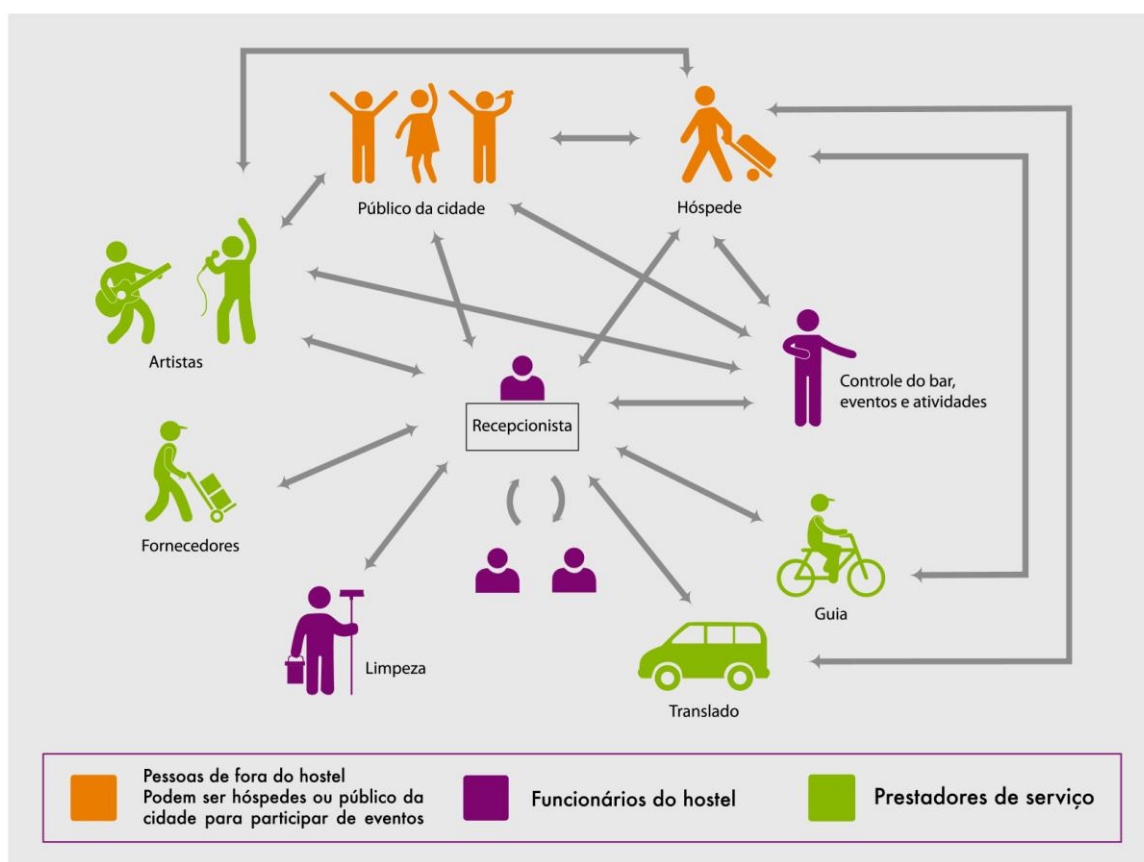 Público da cidade
Hóspede
Artistas
Controle do bar,
eventos e atividades
Recepcionista
Fornecedores
Guia
Limpeza
Translado
Pessoas de fora do hostel
Podem ser hóspedes ou público da
cidade para participar de eventos
Funcionários do hostel
Prestadores de serviço